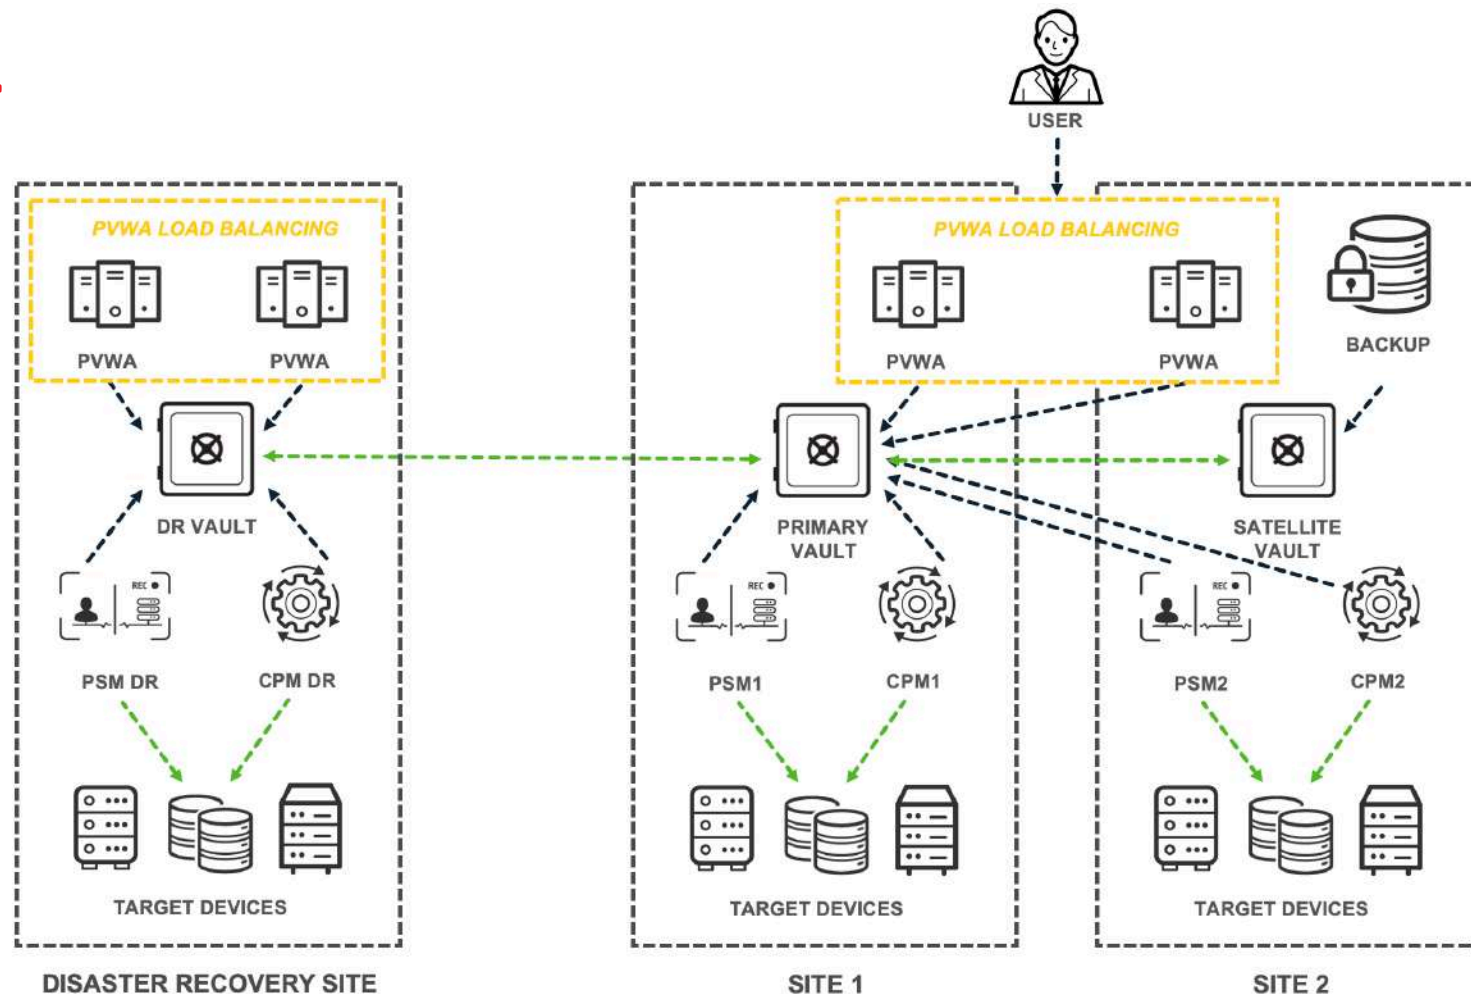 USER
PVWA LOAD BALANCING
PVWA
PVWA
DR VAULT
REC
PSM DR
CPM DR
TARGET DEVICES
DISASTER RECOVERY SITE
PVWA LOAD BALANCING
PVWA
PVWA
PRIMARY
VAULT
REC
PSM1
CPM1
TARGET DEVICES
SITE 1
BACKUP
SATELLITE
VAULT
REC
PSM2
CPM2
TARGET DEVICES
SITE 2